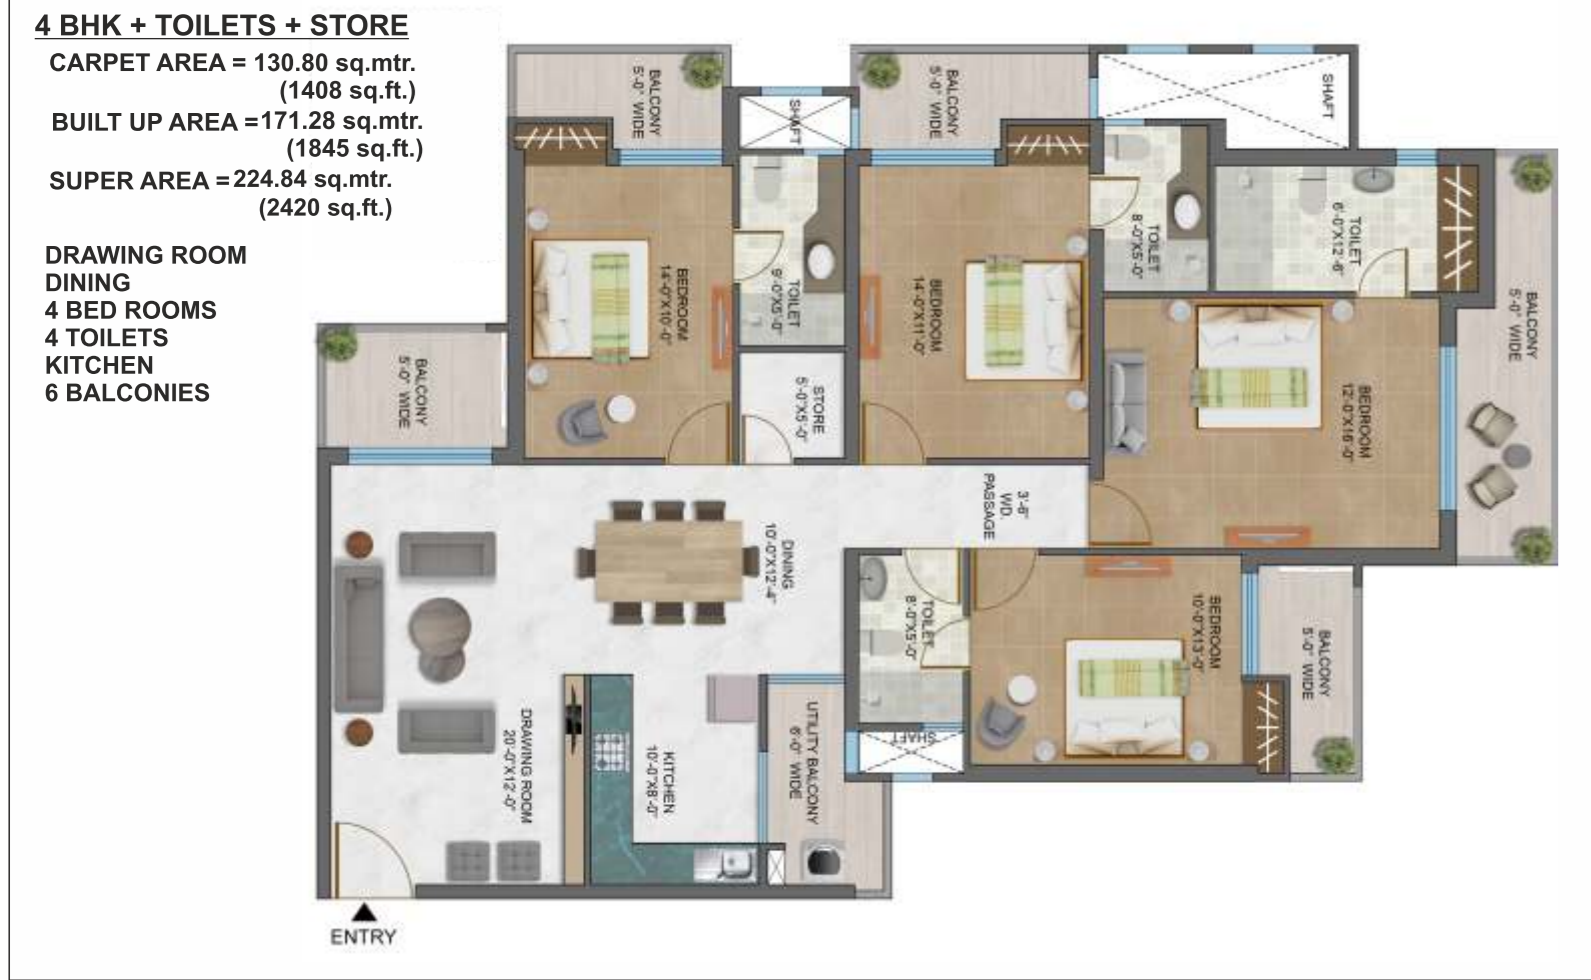 4 BHK + TOILETS + STORE
CARPET AREA = 130.80 sq.mtr.
(1408 sq.ft.)
BUILT UP AREA =171.28 sq.mtr.
(1845 sq.ft.)
SUPER AREA =224.84 sq.mtr.
(2420 sq.ft.)
DRAWING ROOM
DINING
4 BED ROOMS
4 TOILETS
KITCHEN
6 BALCONIES
BALCONY
5'-0" WIDE
SHAFT
BALCONY
5'-0" WIDE
SHAFT
BEDROOM
14'-0"X10'-0"
TOILET
9'-0"X5'-0"
BEDROOM
14'-0"X11'-0"
TOILET
8'-0"X5'-0"
TOILET
6'-0"X12'-6"
BALCONY
5'-0" WIDE
BALCONY
5'-0" WIDE
STORE
5'-0"X5'-0"
BEDROOM
12'-0"X16'-0"
3'-6"
WD.
PASSAGE
DINING
10'-0"X12'-4"
TOILET
8'-0"X5'-0"
BEDROOM
10'-0"X13'-0"
BALCONY
5'-0" WIDE
DRAWING ROOM
20'-0"X12'-0"
KITCHEN
10'-0"X8'-0"
UTILITY BALCONY
6'-0" WIDE
SHAFT
ENTRY